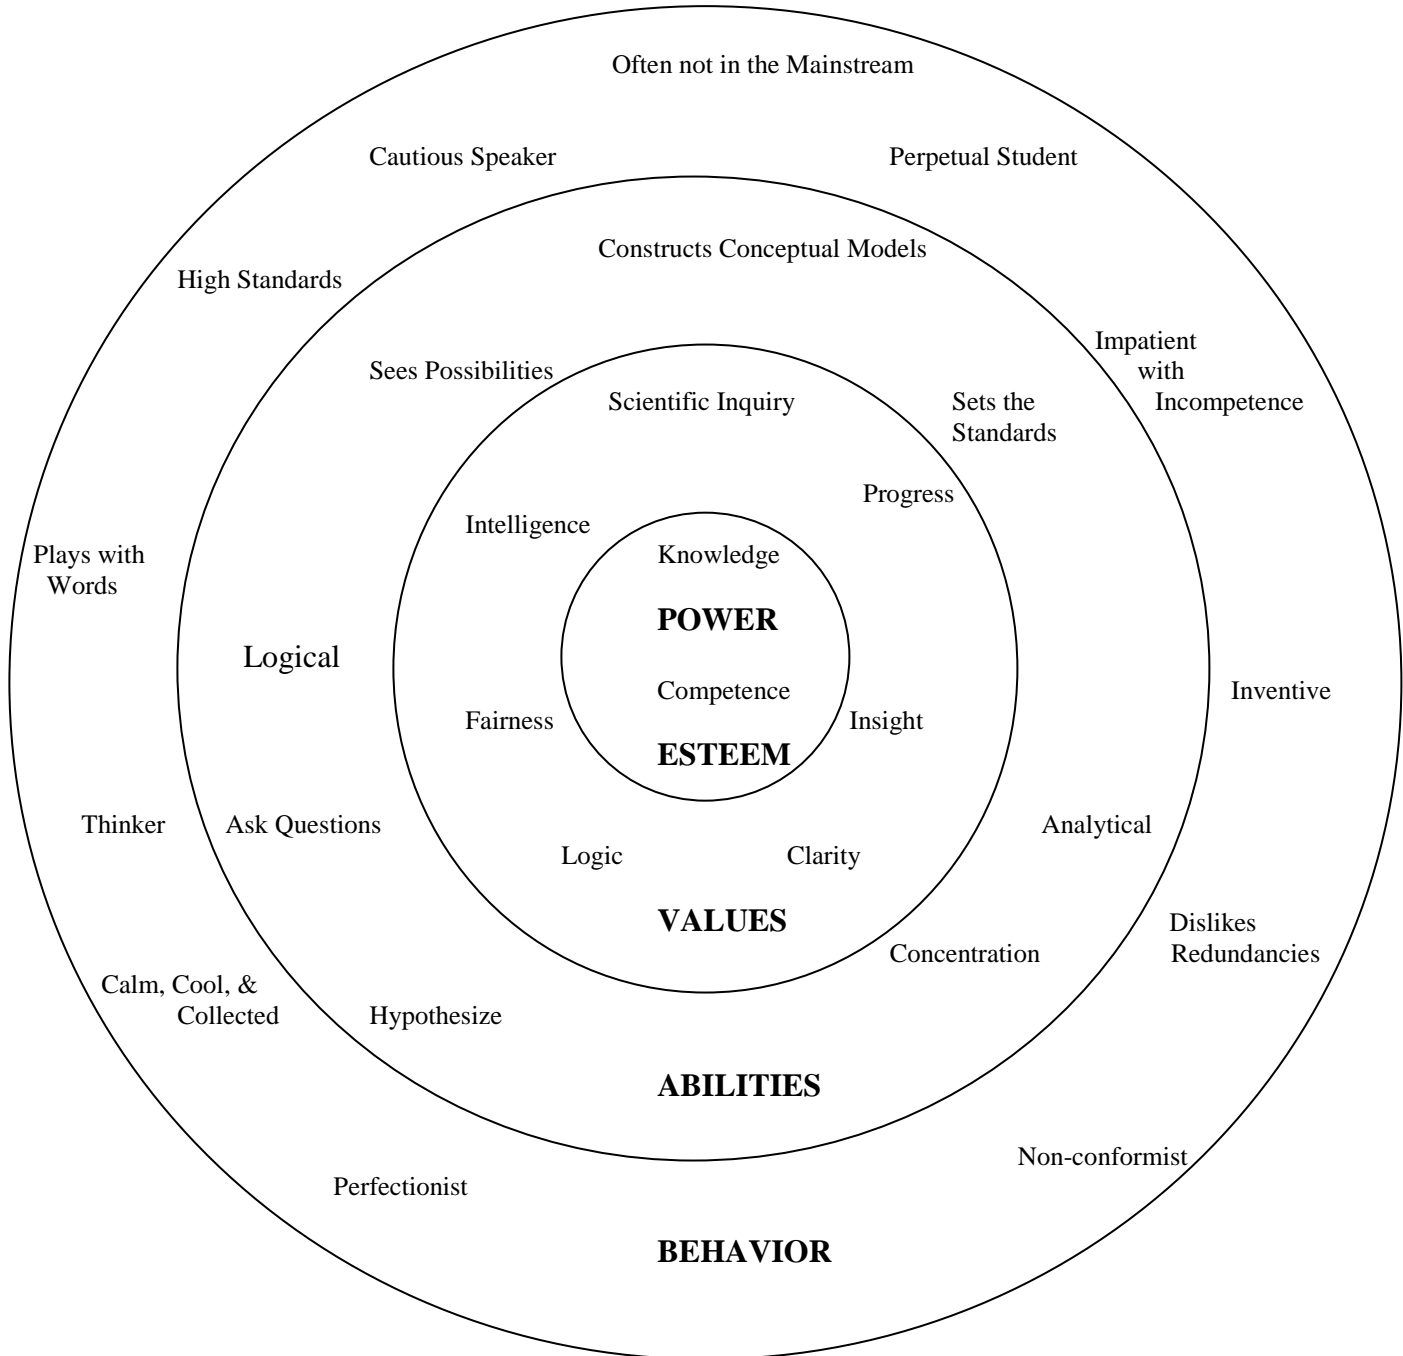 Often not in the Mainstream
Cautious Speaker
Perpetual Student
Constructs Conceptual Models
High Standards
Impatient
with
Incompetence
Sees Possibilities
Scientific Inquiry
Sets the
Standards
Progress
Intelligence
Plays with
Words
Knowledge
POWER
Logical
Competence
Inventive
Fairness
Insight
ESTEEM
Thinker
Ask Questions
Analytical
Logic
Clarity
VALUES
Dislikes
Redundancies
Concentration
Calm, Cool, &
Collected
Hypothesize
ABILITIES
Non-conformist
Perfectionist
BEHAVIOR